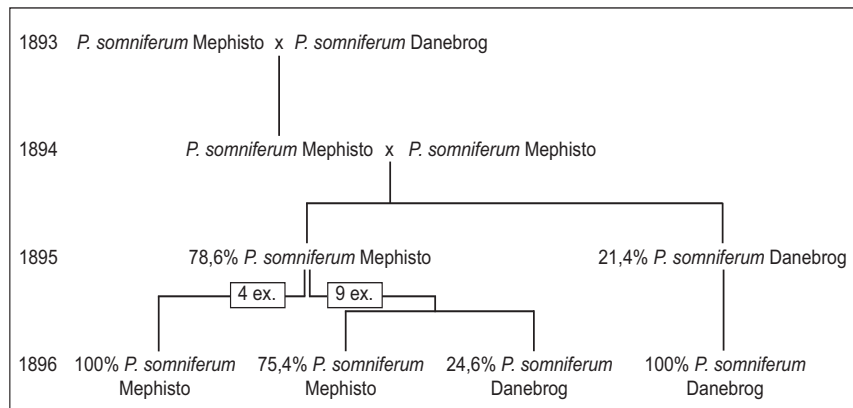 1893 P. somniferum Mephisto x P. somniferum Danebrog
1894 P. somniferum Mephisto x P. somniferum Mephisto
1895 78,6% P. somniferum Mephisto 21,4% P. somniferum Danebrog
4 ex. 9 ex.
1896 100% P. somniferum 75,4% P. somniferum 24,6% P. somniferum 100% P. somniferum
Mephisto Mephisto Danebrog Danebrog